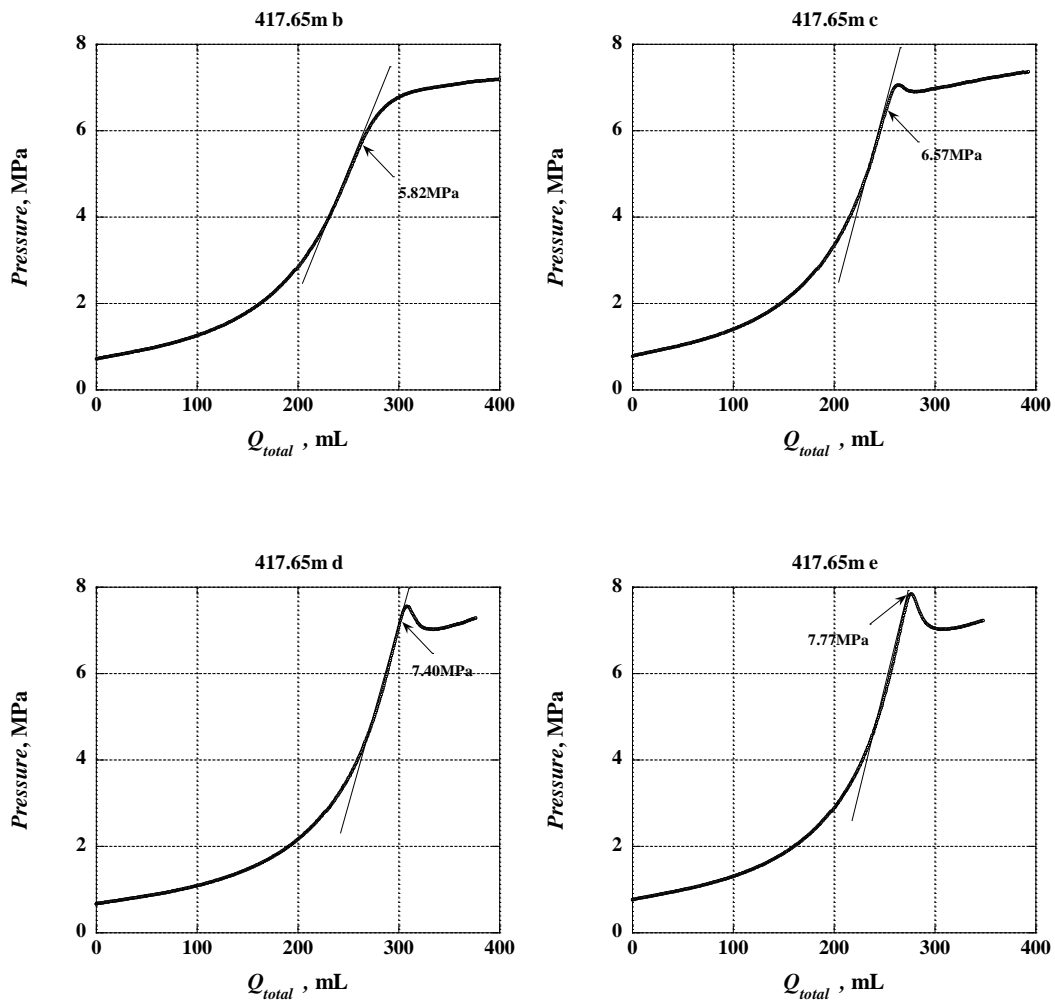 417.65m b
8
6
4
2
0
Pressure, MPa
5.82MPa
0 100 200 300 400
Q_total , mL
417.65m c
8
6
4
2
0
Pressure, MPa
6.57MPa
0 100 200 300 400
Q_total , mL
417.65m d
8
6
4
2
0
Pressure, MPa
7.40MPa
0 100 200 300 400
Q_total , mL
417.65m e
8
6
4
2
0
Pressure, MPa
7.77MPa
0 100 200 300 400
Q_total , mL